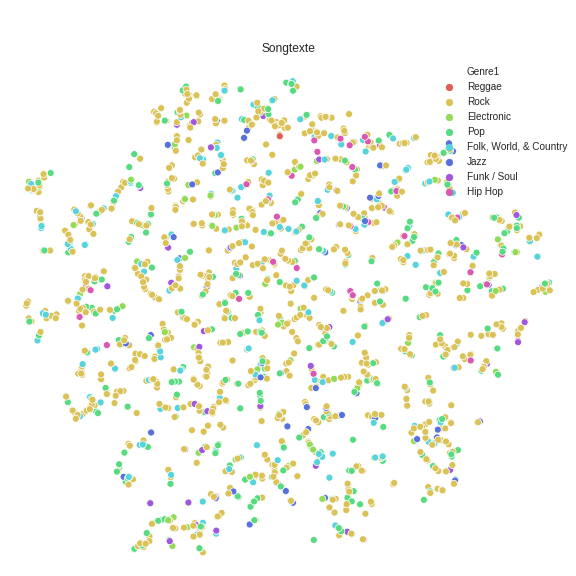 Songtexte
Genre1
Reggae
Rock
Electronic
Pop
Folk, World, & Country
Jazz
Funk / Soul
Hip Hop